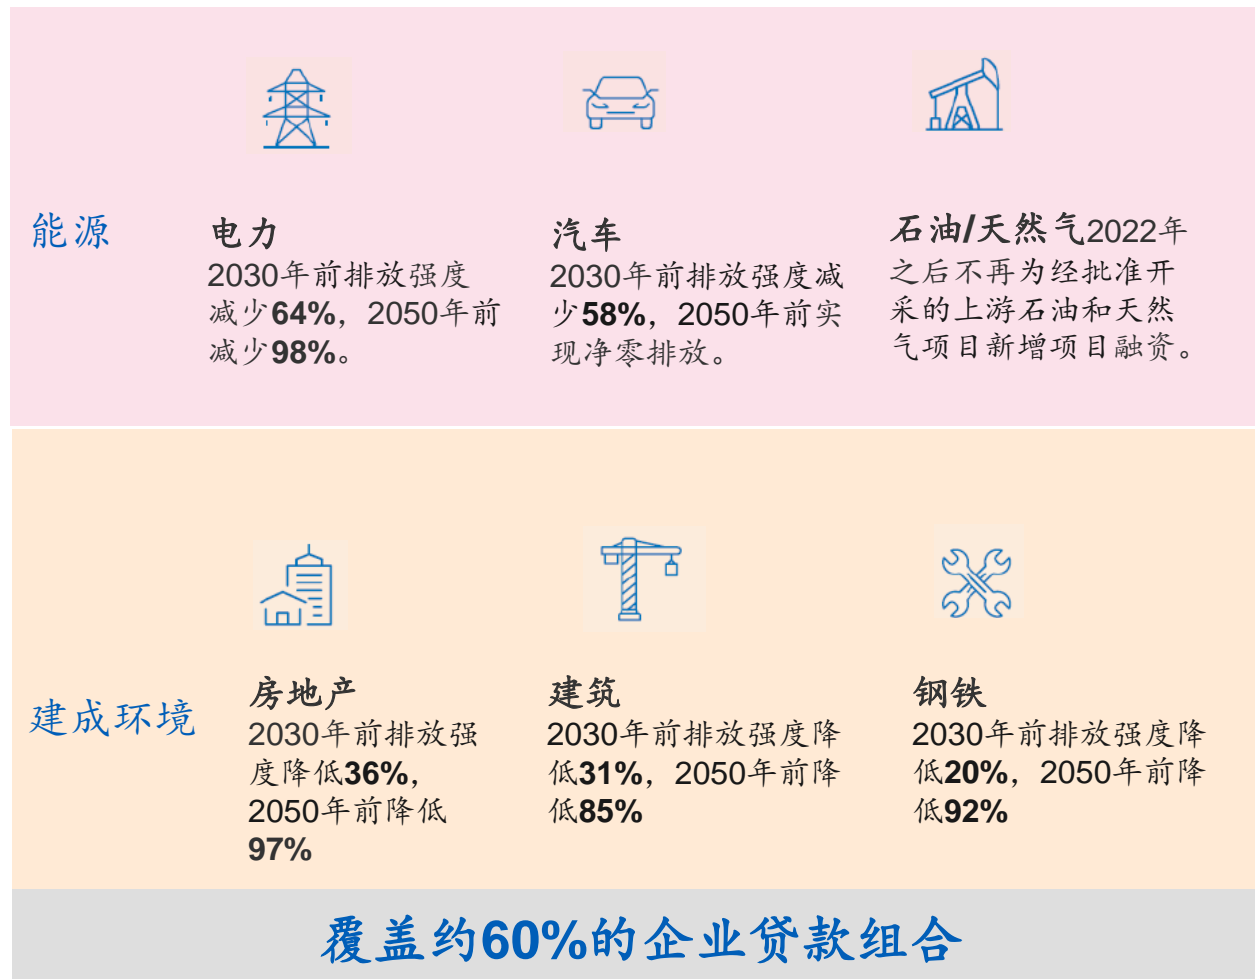 能源
电力
2030年前排放强度
减少64%，2050年前
减少98%。
汽车
2030年前排放强度减
少58%，2050年前实
现净零排放。
石油/天然气2022年
之后不再为经批准开
采的上游石油和天然
气项目新增项目融资。
建成环境
房地产
2030年前排放强
度降低36%，
2050年前降低
97%
建筑
2030年前排放强度降
低31%，2050年前降
低85%
钢铁
2030年前排放强度降
低20%，2050年前降
低92%
覆盖约60%的企业贷款组合